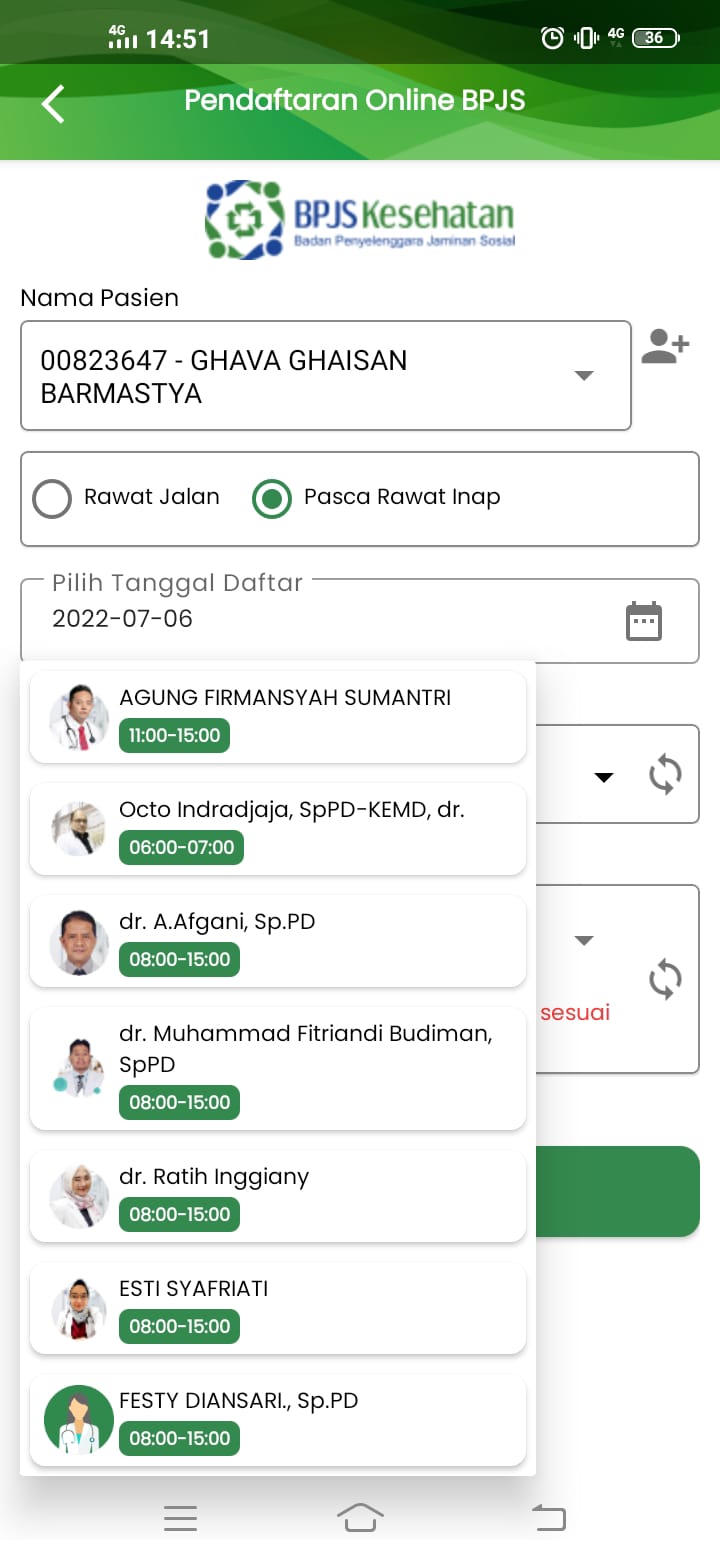 4G 14:51 4G 36
Pendaftaran Online BPJS
BPJS Kesehatan
Badan Penyelenggara Jaminan Sosial
Nama Pasien
00823647 - GHAVA GHAISAN
BARMASTYA
Rawat Jalan Pasca Rawat Inap
Pilih Tanggal Daftar
2022-07-06
AGUNG FIRMANSYAH SUMANTRI
11:00-15:00
Octo Indradjaja, SpPD-KEMD, dr.
06:00-07:00
dr. A.Afgani, Sp.PD
08:00-15:00
sesuai
dr. Muhammad Fitriandi Budiman,
SpPD
08:00-15:00
dr. Ratih Inggiany
08:00-15:00
ESTI SYAFRIATI
08:00-15:00
FESTY DIANSARI., Sp.PD
08:00-15:00